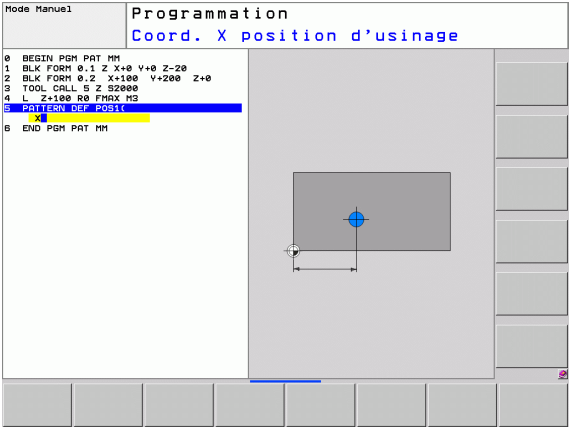 Mode Manuel
Programmation
Coord. X position d'usinage
0 BEGIN PGM PAT MM
1 BLK FORM 0.1 Z X+0 Y+0 Z-20
2 BLK FORM 0.2 X+100 Y+200 Z+0
3 TOOL CALL 5 Z S2000
4 L Z+100 R0 FMAX M3
5 PATTERN DEF POS1(
X
6 END PGM PAT MM